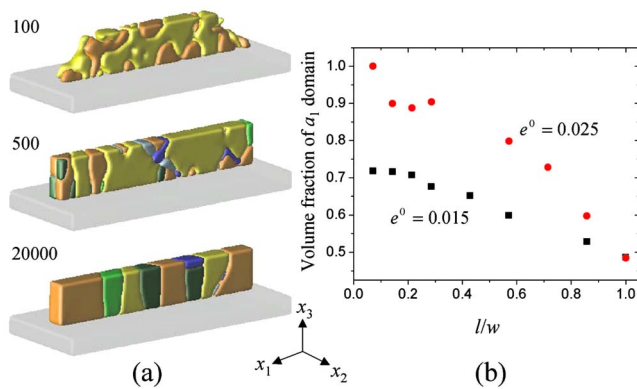 100
500
20000
x₃
x₁
x₂
(a)
Volume fraction of a₁ domain
1.0
0.9
0.8
0.7
0.6
0.5
e⁰ = 0.025
e⁰ = 0.015
0.0 0.2 0.4 0.6 0.8 1.0
l/w
(b)